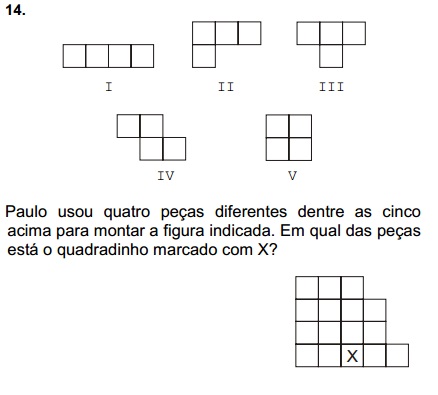 14.
I
II
III
IV
V
Paulo usou quatro peças diferentes dentre as cinco
acima para montar a figura indicada. Em qual das peças
está o quadradinho marcado com X?
X